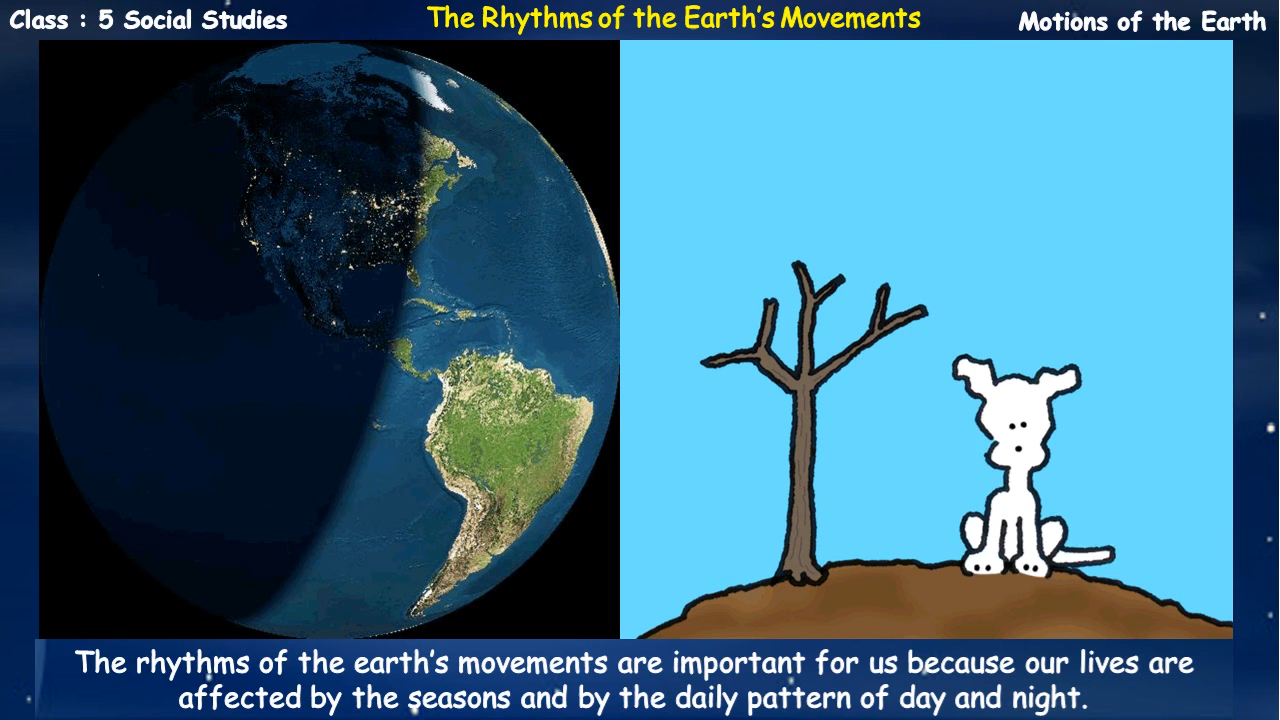 Class : 5 Social Studies
The Rhythms of the Earth's Movements
Motions of the Earth
The rhythms of the earth's movements are important for us because our lives are
affected by the seasons and by the daily pattern of day and night.